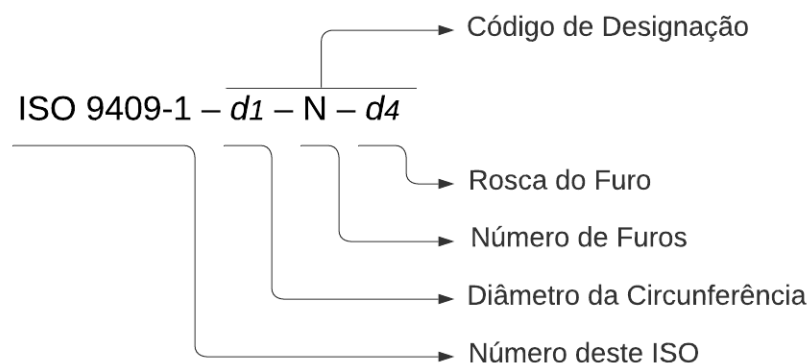 Código de Designação
ISO 9409-1 – d1 – N – d4
Rosca do Furo
Número de Furos
Diâmetro da Circunferência
Número deste ISO